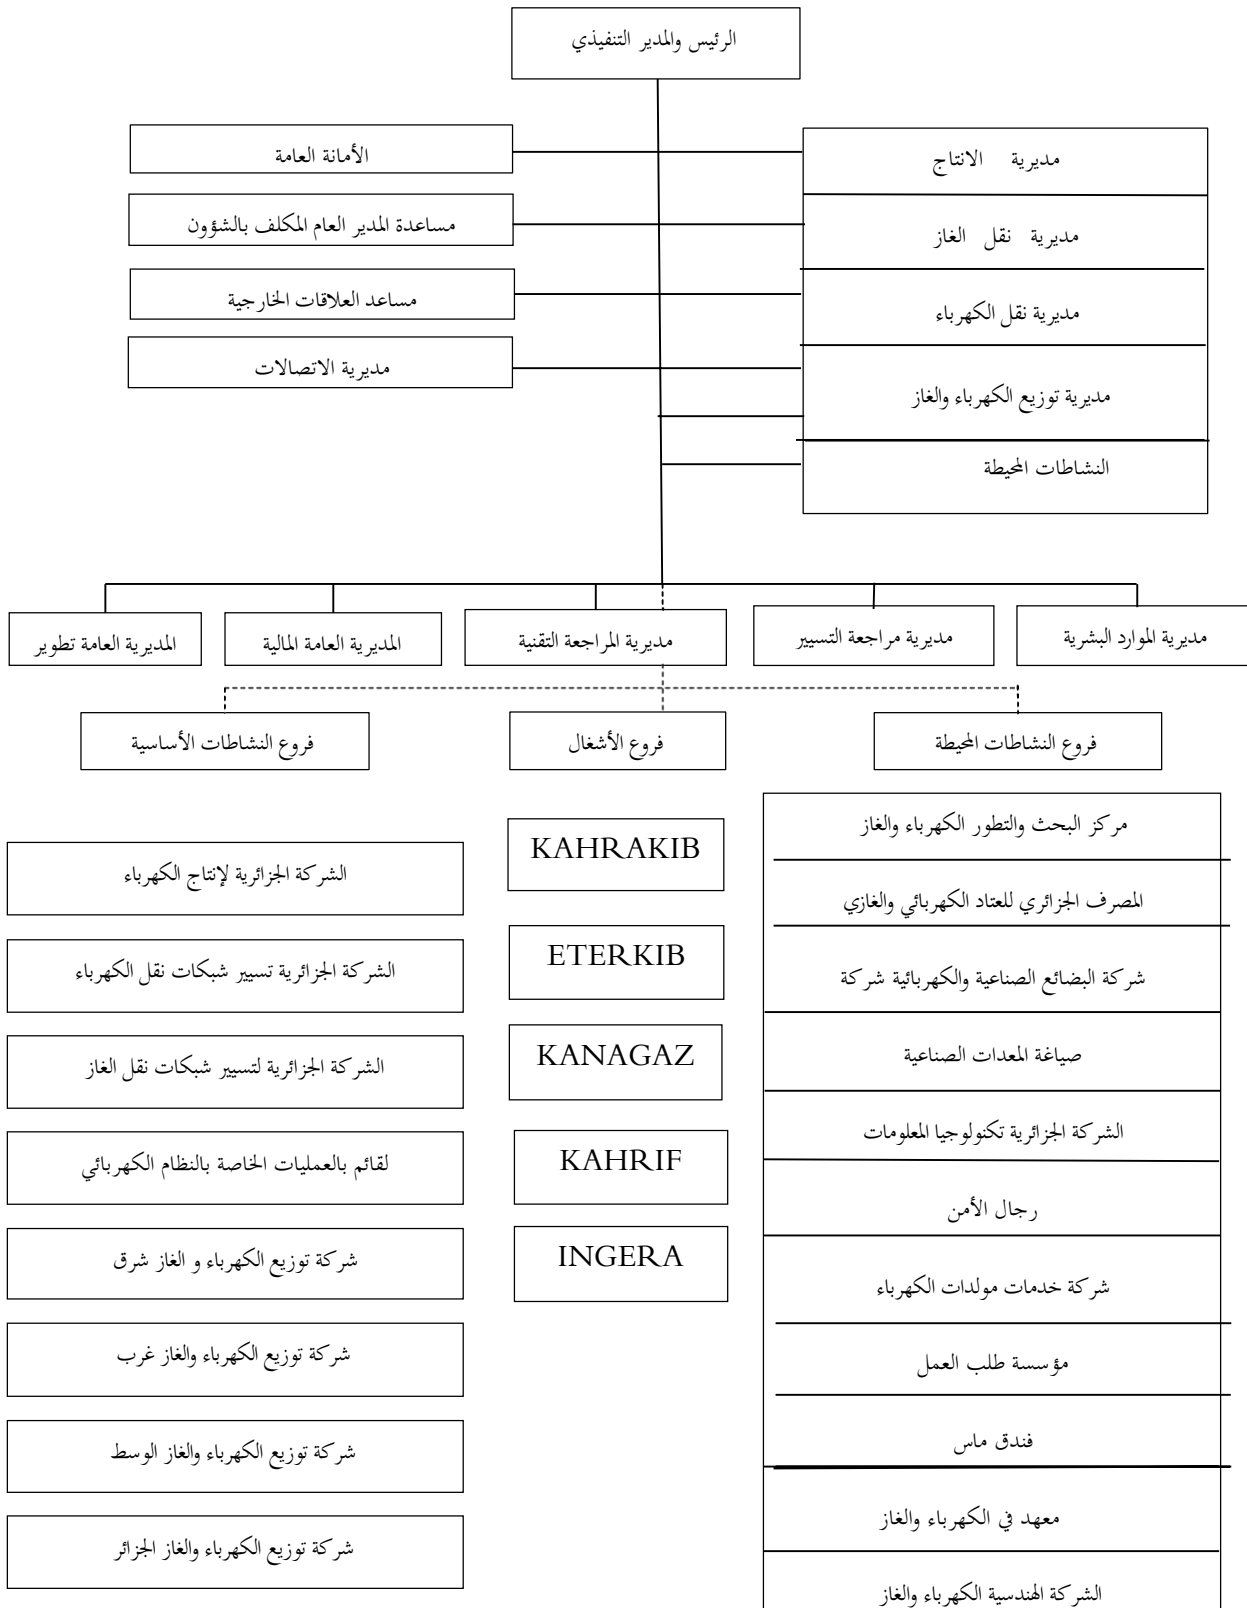 الرئيس والمدير التنفيذي
مديرية الانتاج
الأمانة العامة
مديرية نقل الغاز
مساعدة المدير العام المكلف بالشؤون
مديرية نقل الكهرباء
مساعد العلاقات الخارجية
مديرية توزيع الكهرباء والغاز
مديرية الاتصالات
النشاطات المحيطة
مديرية الموارد البشرية
مديرية مراجعة التسيير
مديرية المراجعة التقنية
المديرية العامة المالية
المديرية العامة تطوير
فروع النشاطات المحيطة
فروع الأشغال
فروع النشاطات الأساسية
مركز البحث والتطور الكهرباء والغاز
المصرف الجزائري للعتاد الكهربائي والغازي
شركة البضائع الصناعية والكهربائية شركة
صياغة المعدات الصناعية
الشركة الجزائرية تكنولوجيا المعلومات
رجال الأمن
شركة خدمات مولدات الكهرباء
مؤسسة طلب العمل
فندق ماس
معهد في الكهرباء والغاز
الشركة الهندسية الكهرباء والغاز
KAHRAKIB
ETERKIB
KANAGAZ
KAHRIF
INGERA
الشركة الجزائرية لإنتاج الكهرباء
الشركة الجزائرية تسيير شبكات نقل الكهرباء
الشركة الجزائرية لتسيير شبكات نقل الغاز
لقائم بالعمليات الخاصة بالنظام الكهربائي
شركة توزيع الكهرباء و الغاز شرق
شركة توزيع الكهرباء والغاز غرب
شركة توزيع الكهرباء والغاز الوسط
شركة توزيع الكهرباء والغاز الجزائر